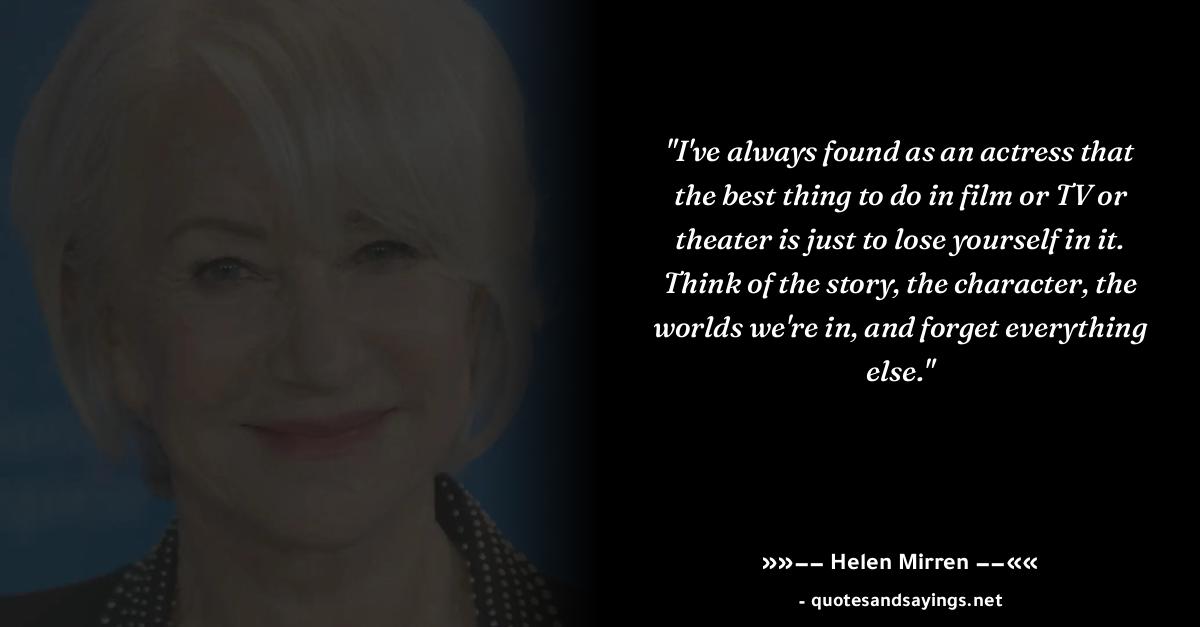 "I've always found as an actress that
the best thing to do in film or TV or
theater is just to lose yourself in it.
Think of the story, the character, the
worlds we're in, and forget everything
else."
»»−− Helen Mirren −−««
- quotesandsayings.net